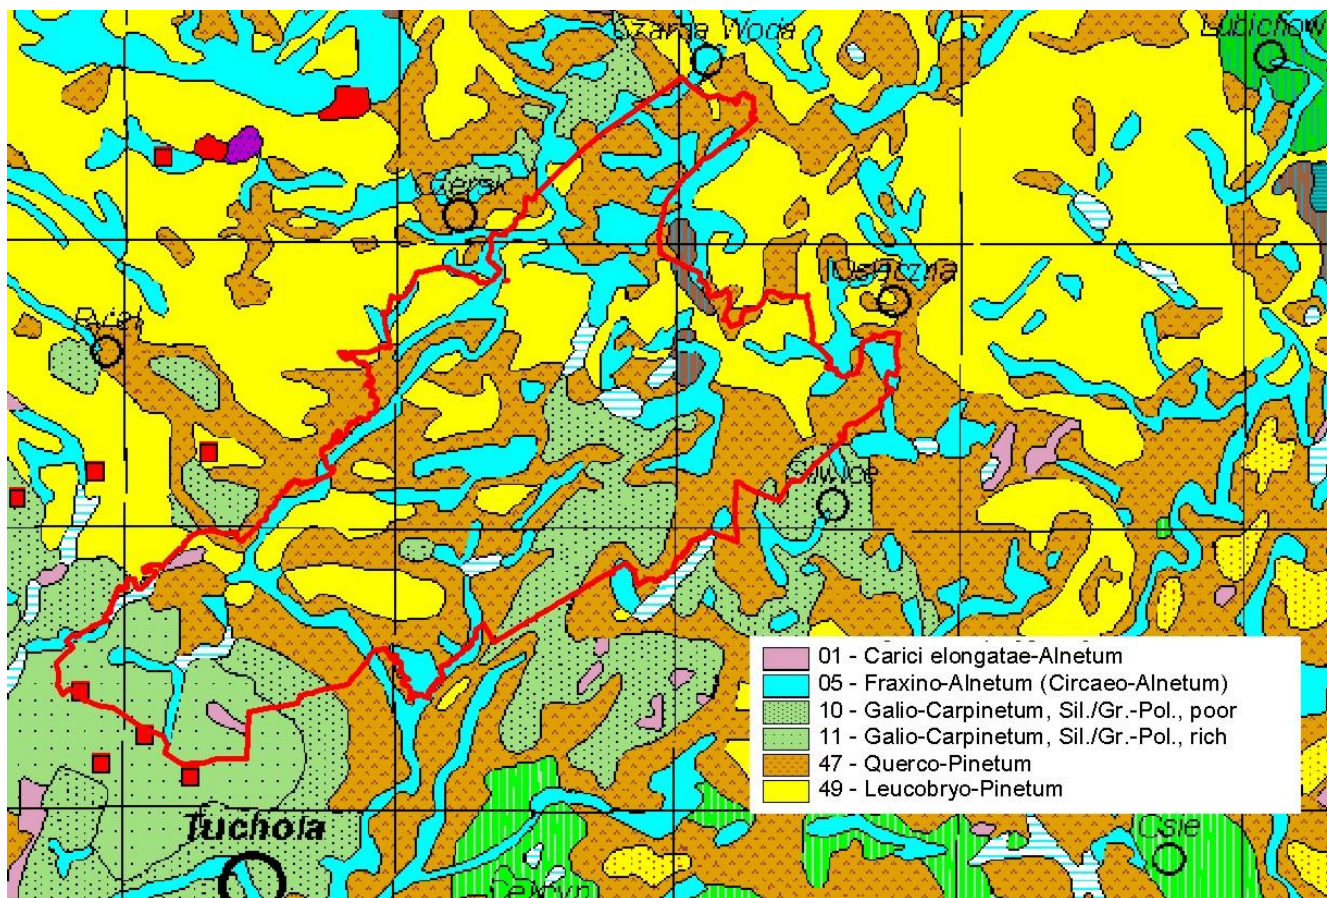 Czarna Woda
Lubichow
Czersk
Osieczna
Śliwice
01 - Carici elongatae-Alnetum
05 - Fraxino-Alnetum (Circaeo-Alnetum)
10 - Galio-Carpinetum, Sil./Gr.-Pol., poor
11 - Galio-Carpinetum, Sil./Gr.-Pol., rich
47 - Querco-Pinetum
49 - Leucobryo-Pinetum
Tuchola
Osie